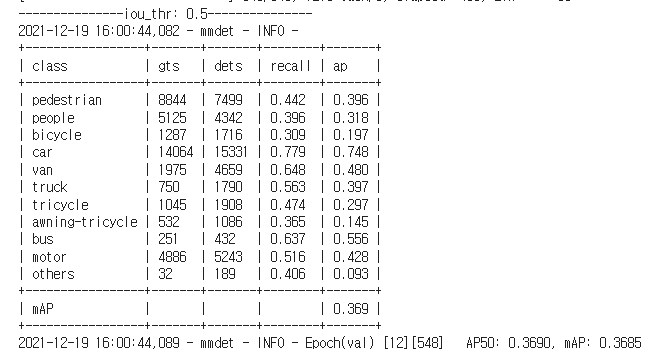 ---------------iou_thr: 0.5---------------
2021-12-19 16:00:44,082 - mmdet - INFO -
+-----------------+-------+-------+--------+-------+
| class           | gts   | dets  | recall | ap    |
+-----------------+-------+-------+--------+-------+
| pedestrian      | 8844  | 7499  | 0.442  | 0.396 |
| people          | 5125  | 4342  | 0.396  | 0.318 |
| bicycle         | 1287  | 1716  | 0.309  | 0.197 |
| car             | 14064 | 15331 | 0.779  | 0.748 |
| van             | 1975  | 4659  | 0.648  | 0.480 |
| truck           | 750   | 1790  | 0.563  | 0.397 |
| tricycle        | 1045  | 1908  | 0.474  | 0.297 |
| awning-tricycle | 532   | 1086  | 0.365  | 0.145 |
| bus             | 251   | 432   | 0.637  | 0.556 |
| motor           | 4886  | 5243  | 0.516  | 0.428 |
| others          | 32    | 189   | 0.406  | 0.093 |
+-----------------+-------+-------+--------+-------+
| mAP             |       |       |        | 0.369 |
+-----------------+-------+-------+--------+-------+
2021-12-19 16:00:44,089 - mmdet - INFO - Epoch(val) [12][548]   AP50: 0.3690, mAP: 0.3685